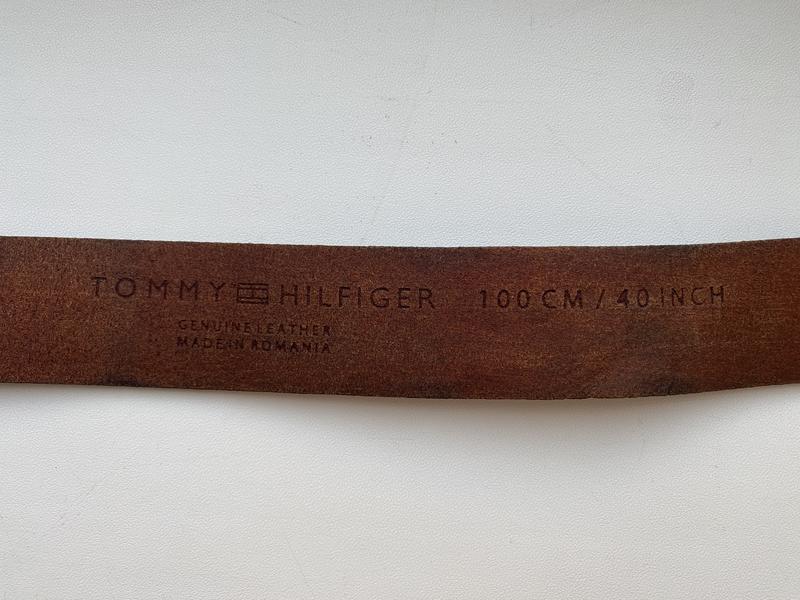 TOMMY HILFIGER 100 CM / 40 INCH
GENUINE LEATHER
MADE IN ROMANIA